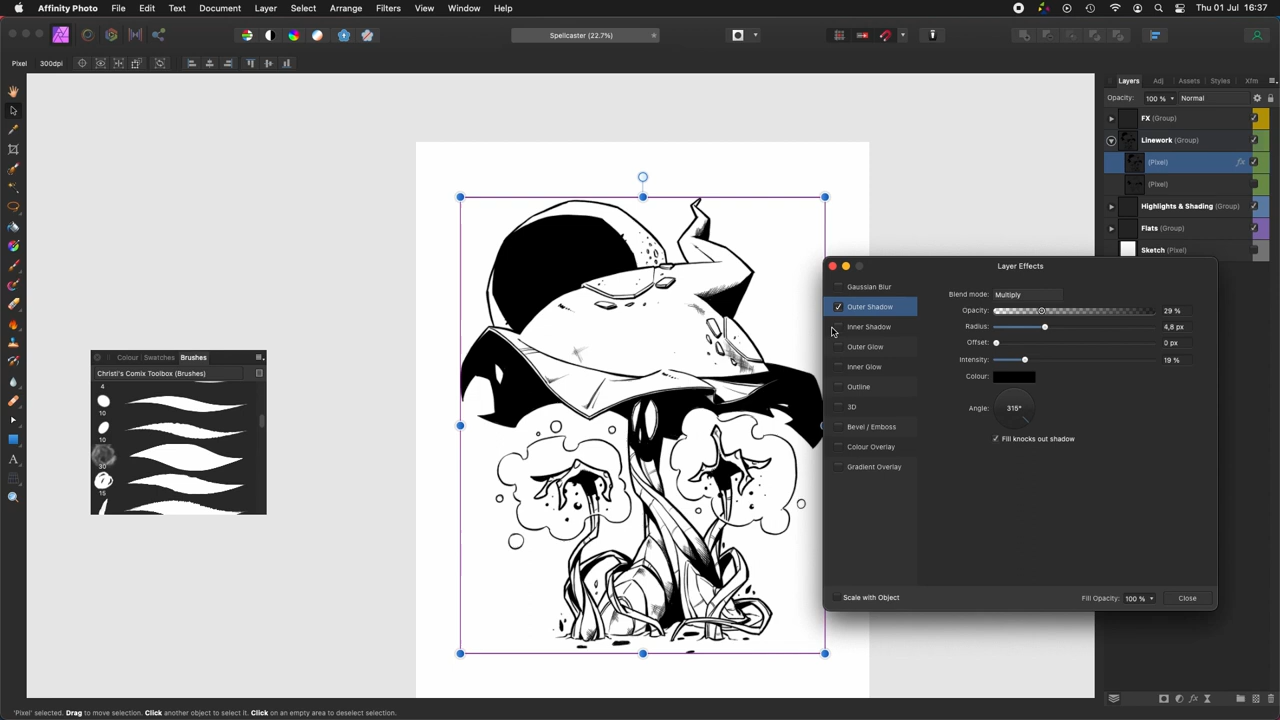 Affinity Photo File Edit Text Document Layer Select Arrange Filters View Window Help Thu 01 Jul 16:37
Spellcaster (22.7%)
Pixel 300dpi
Layers Adj Assets Styles Xfm
Opacity: 100 % Normal
FX (Group)
Linework (Group)
(Pixel) fx
(Pixel)
Highlights & Shading (Group)
Flats (Group)
Sketch (Pixel)
Layer Effects
Gaussian Blur
Outer Shadow
Inner Shadow
Outer Glow
Inner Glow
Outline
3D
Bevel / Emboss
Colour Overlay
Gradient Overlay
Blend mode: Multiply
Opacity: 29 %
Radius: 4,8 px
Offset: 0 px
Intensity: 19 %
Colour:
Angle: 315°
Fill knocks out shadow
Scale with Object
Fill Opacity: 100 % Close
Colour Swatches Brushes
Christi's Comix Toolbox (Brushes)
4
10
10
30
15
'Pixel' selected. Drag to move selection. Click another object to select it. Click on an empty area to deselect selection.